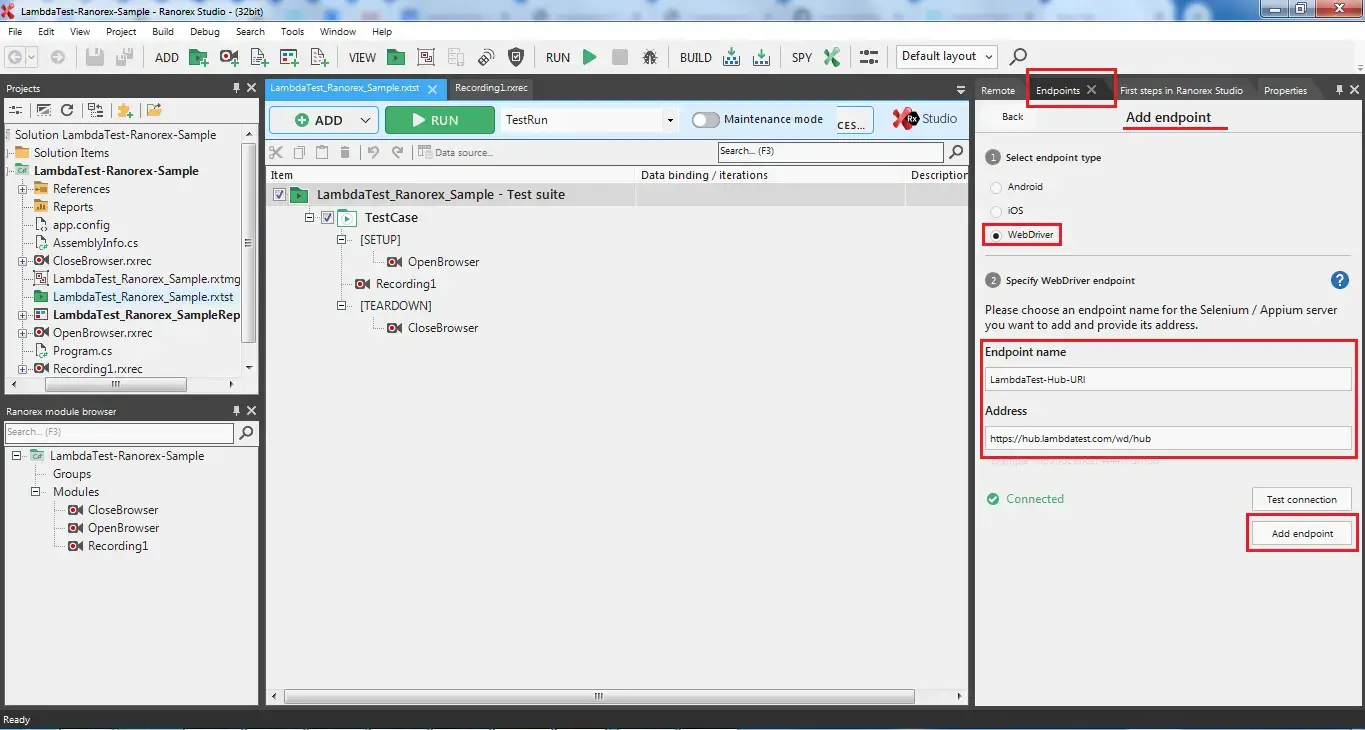 LambdaTest-Ranorex-Sample - Ranorex Studio - (32bit)
File Edit View Project Build Debug Search Tools Window Help
ADD VIEW RUN BUILD SPY Default layout
Projects
Solution LambdaTest-Ranorex-Sample
Solution Items
LambdaTest-Ranorex-Sample
References
Reports
app.config
AssemblyInfo.cs
CloseBrowser.rxrec
LambdaTest_Ranorex_Sample.rxtmg
LambdaTest_Ranorex_Sample.rxtst
LambdaTest_Ranorex_SampleRep
OpenBrowser.rxrec
Program.cs
Recording1.rxrec
Ranorex module browser
Search... (F3)
LambdaTest-Ranorex-Sample
Groups
Modules
CloseBrowser
OpenBrowser
Recording1
LambdaTest_Ranorex_Sample.rxtst Recording1.rxrec
ADD RUN TestRun Maintenance mode CES... Rx Studio
Data source... Search... (F3)
Item Data binding / iterations Description
LambdaTest_Ranorex_Sample - Test suite
TestCase
[SETUP]
OpenBrowser
Recording1
[TEARDOWN]
CloseBrowser
Remote Endpoints First steps in Ranorex Studio Properties
Back Add endpoint
1 Select endpoint type
Android
iOS
WebDriver
2 Specify WebDriver endpoint ?
Please choose an endpoint name for the Selenium / Appium server
you want to add and provide its address.
Endpoint name
LambdaTest-Hub-URl
Address
https://hub.lambdatest.com/wd/hub
Connected Test connection
Add endpoint
Ready